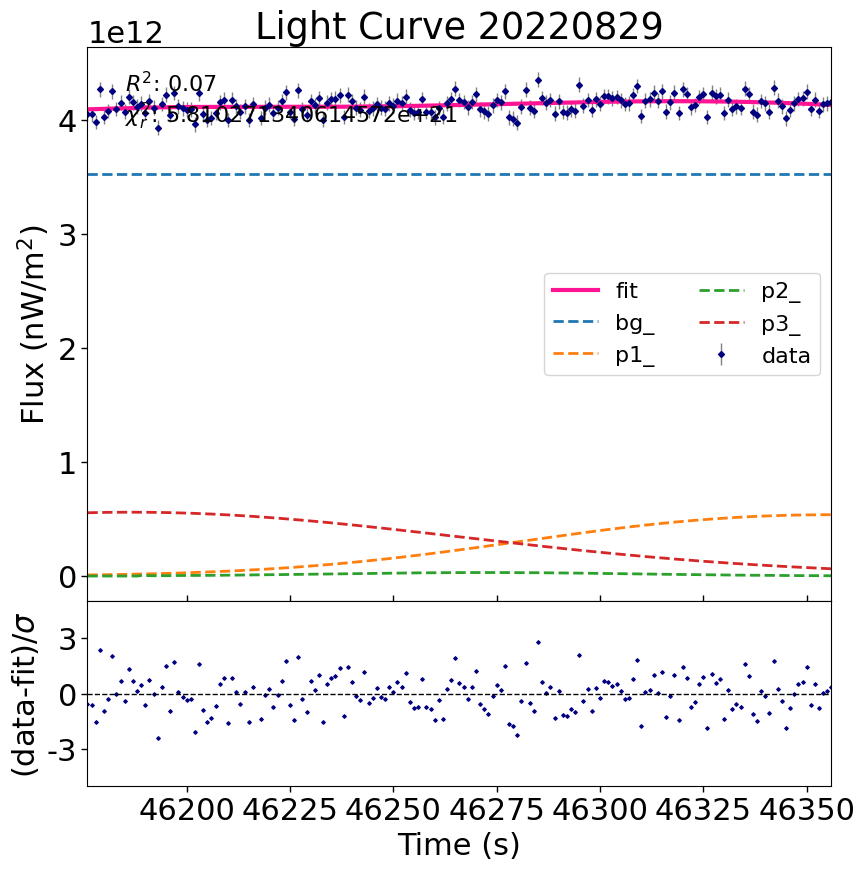 Light Curve 20220829
1e12
R²: 0.07
4
3
2
1
0
Flux (nW/m²)
fit
bg_
p1_
p2_
p3_
data
(data-fit)/σ
3
0
-3
46200 46225 46250 46275 46300 46325 46350
Time (s)